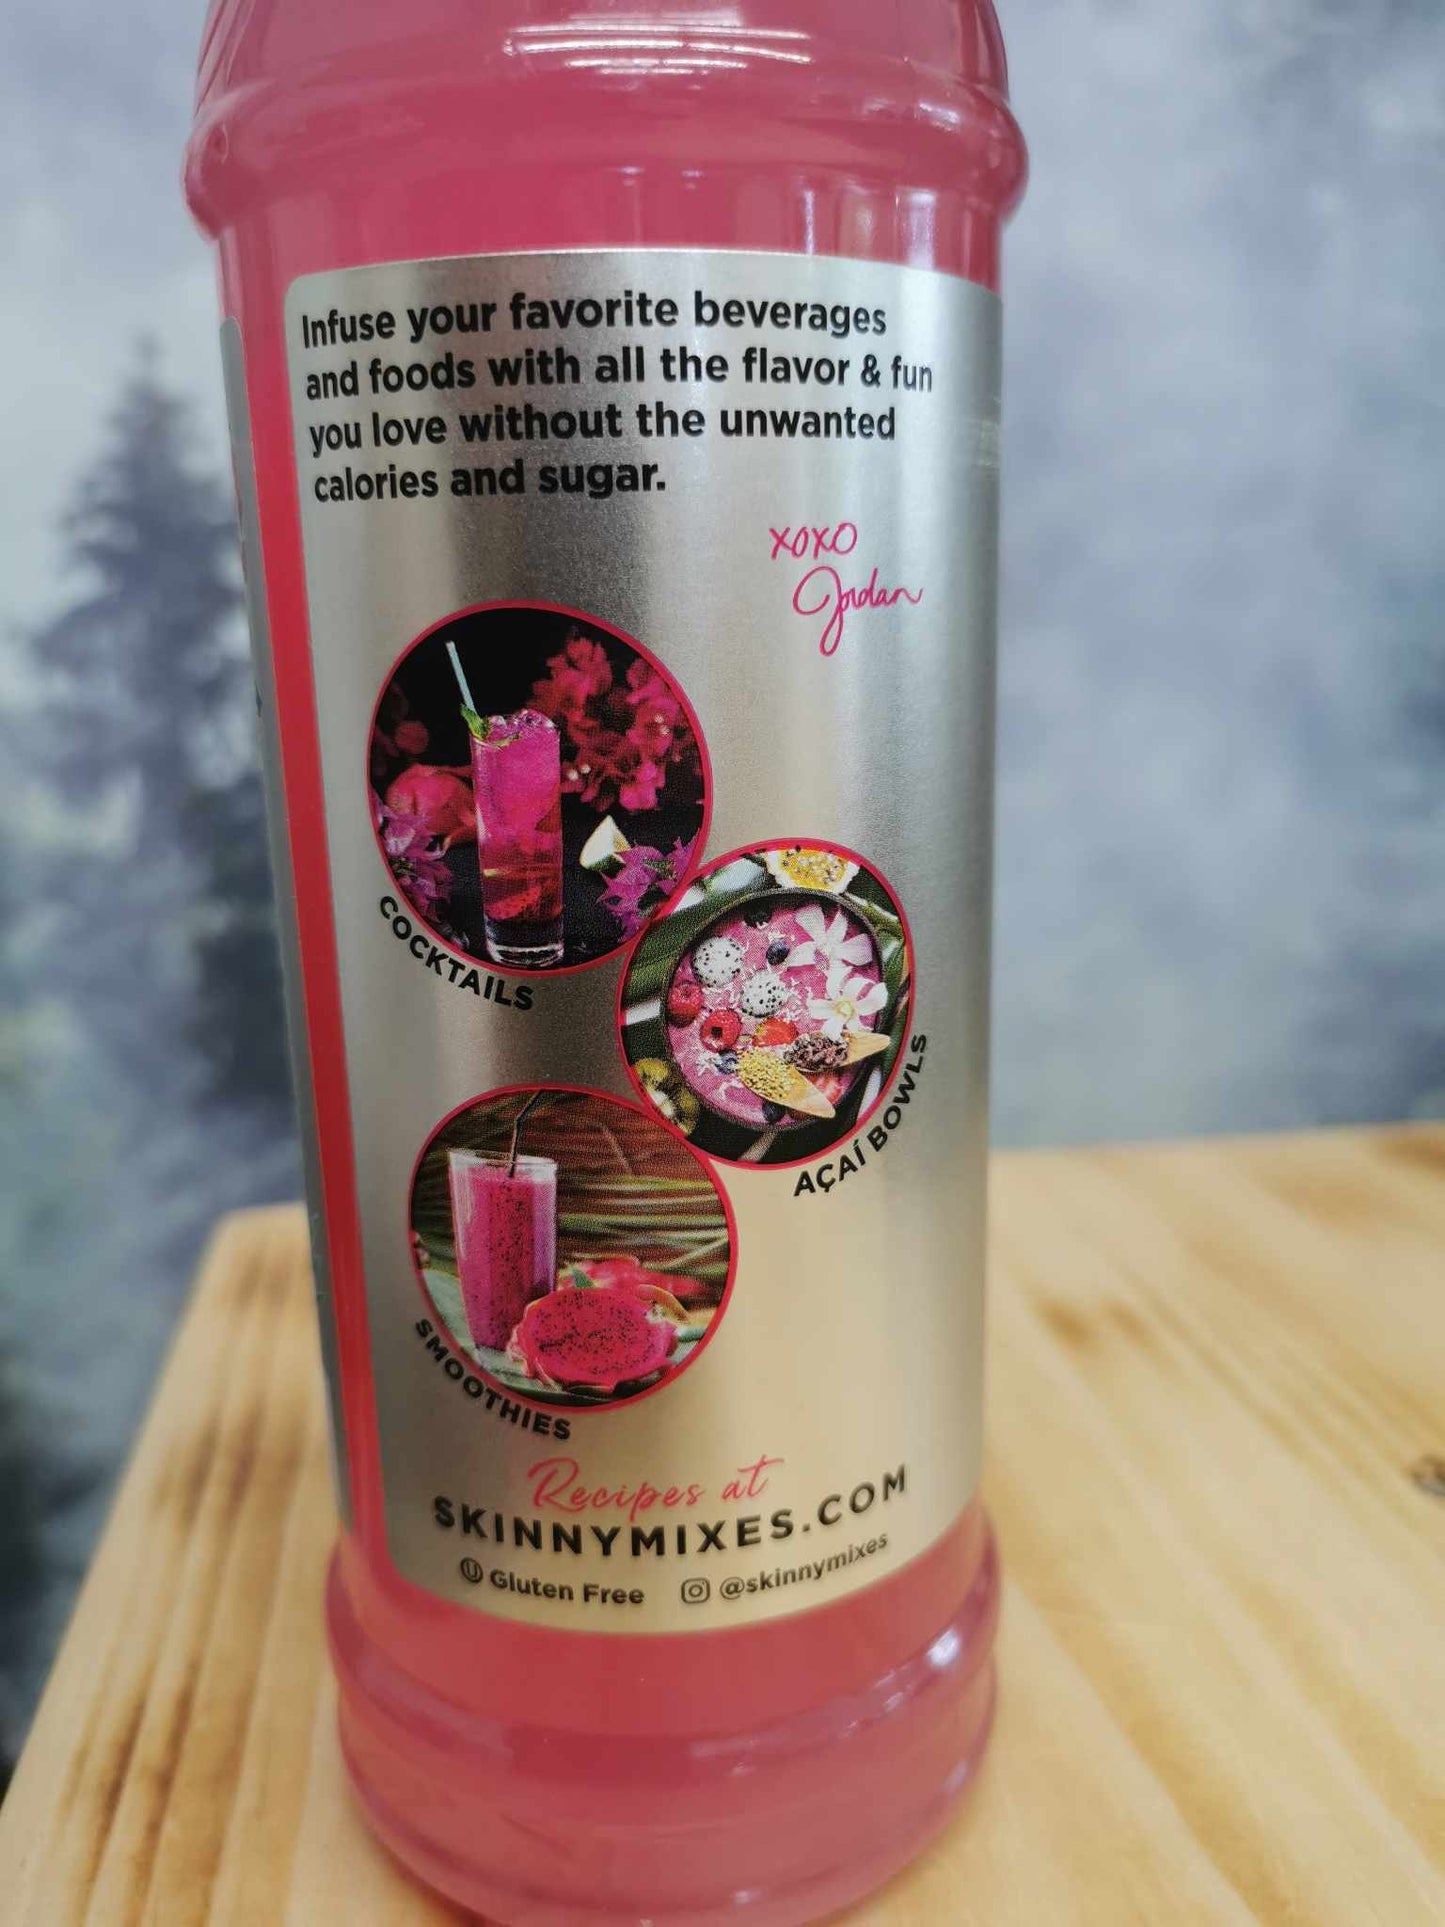 Infuse your favorite beverages
and foods with all the flavor & fun
you love without the unwanted
calories and sugar.
xoxo
Jordan
COCKTAILS
AÇAÍ BOWLS
SMOOTHIES
Recipes at
SKINNYMIXES.COM
U Gluten Free @skinnymixes